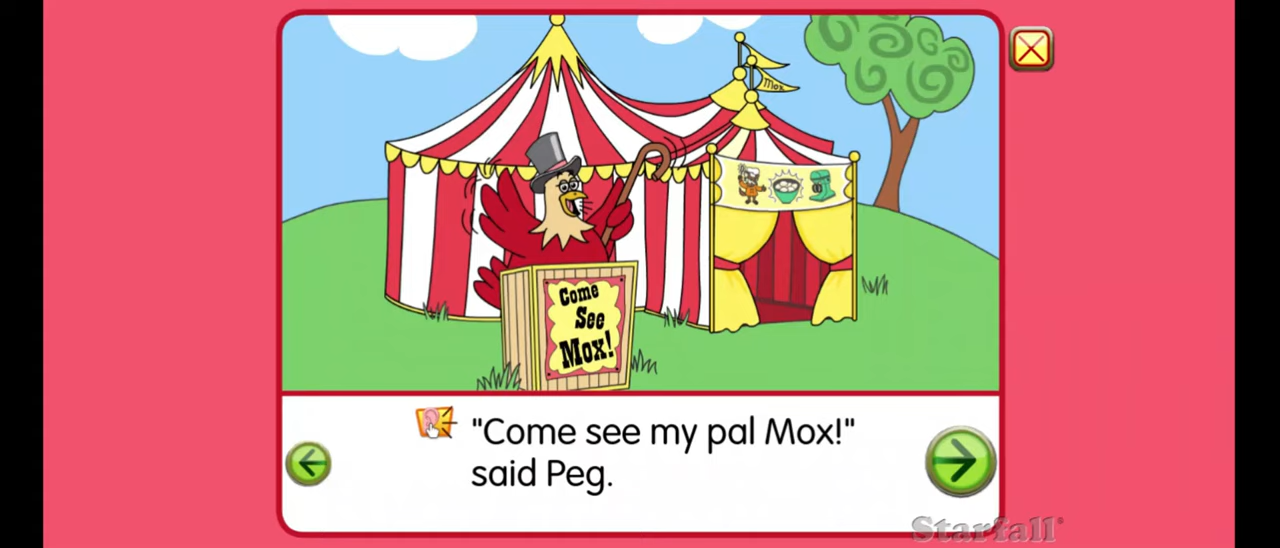 Mox
Come
See
Mox!
"Come see my pal Mox!"
said Peg.
Starfall